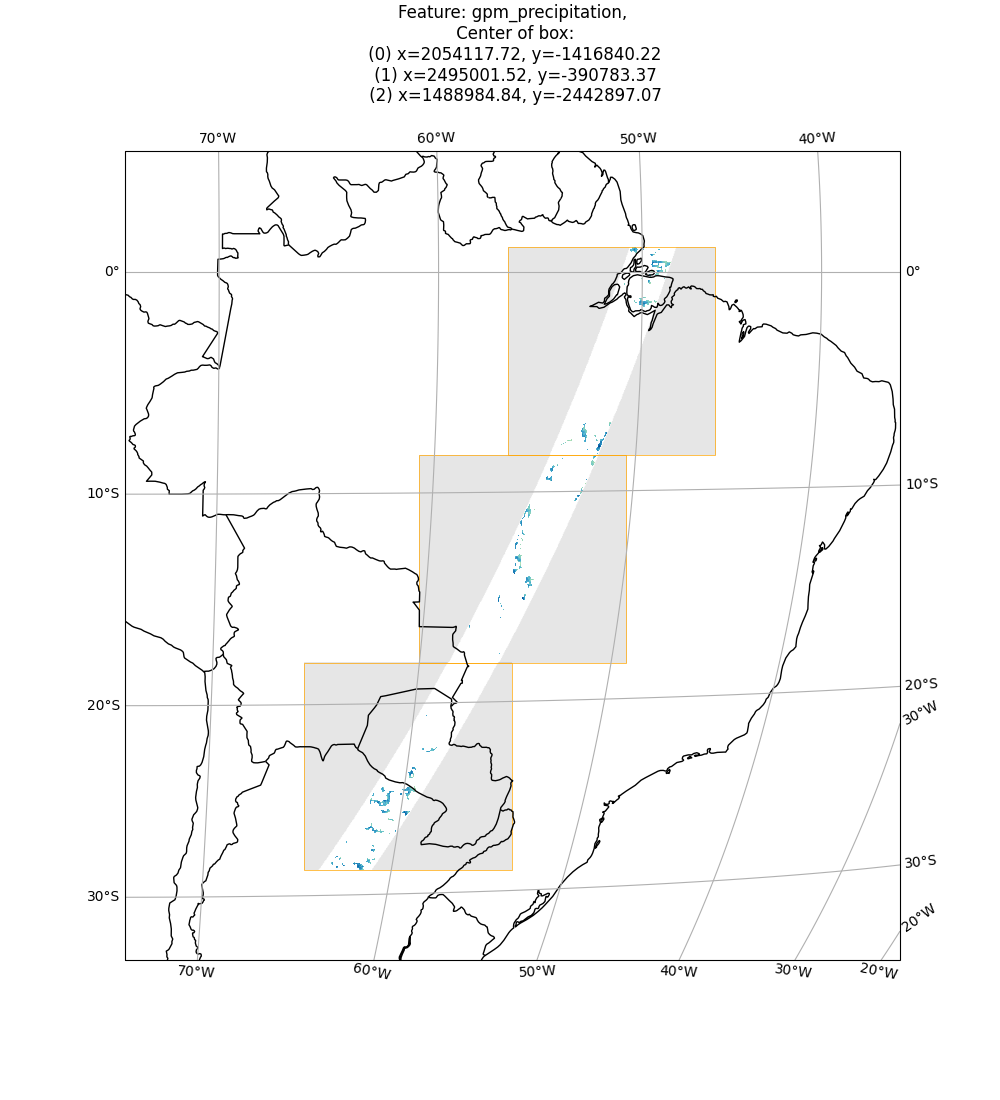 Feature: gpm_precipitation,
Center of box:
(0) x=2054117.72, y=-1416840.22
(1) x=2495001.52, y=-390783.37
(2) x=1488984.84, y=-2442897.07
70°W 60°W 50°W 40°W
0° 0°
10°S 10°S
20°S 20°S
30°W
30°S 30°S
20°W
70°W 60°W 50°W 40°W 30°W 20°W